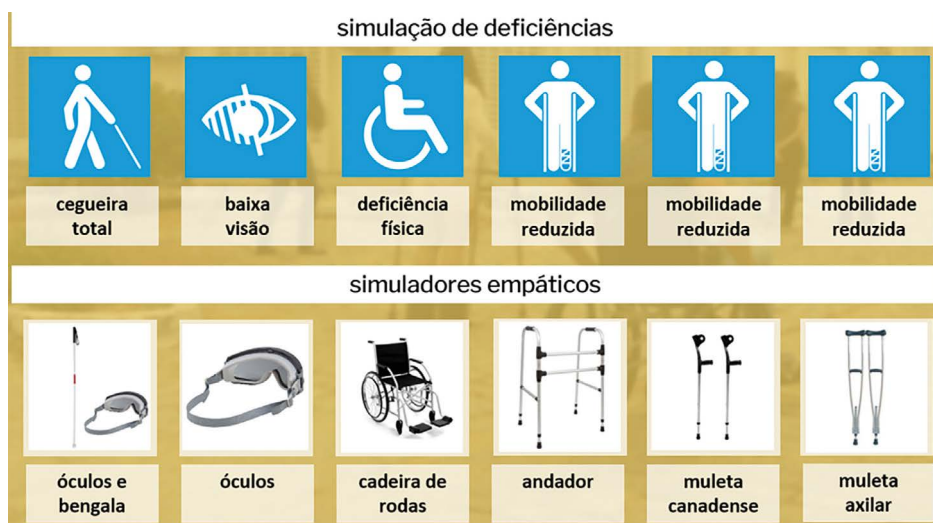 simulação de deficiências
cegueira
total
baixa
visão
deficiência
física
mobilidade
reduzida
mobilidade
reduzida
mobilidade
reduzida
simuladores empáticos
óculos e
bengala
óculos
cadeira de
rodas
andador
muleta
canadense
muleta
axilar